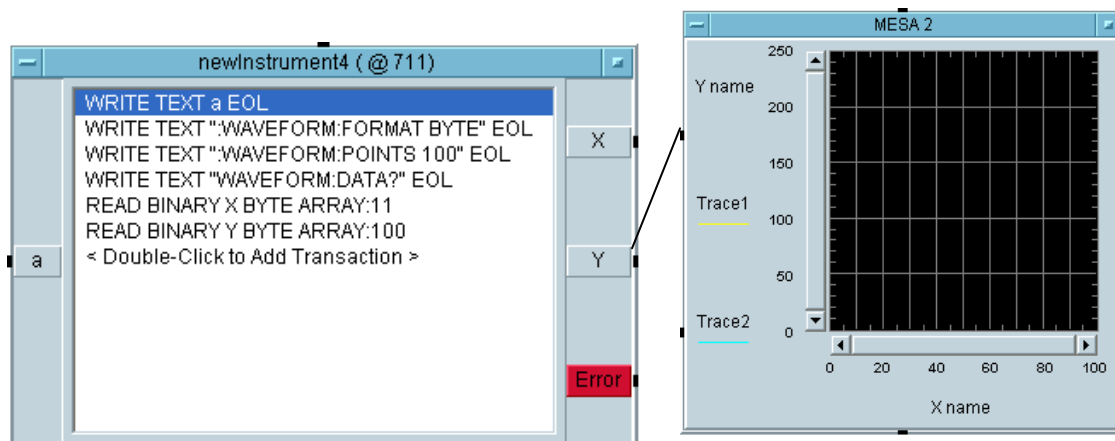 newInstrument4 ( @ 711)
WRITE TEXT a EOL
WRITE TEXT ":WAVEFORM:FORMAT BYTE" EOL
WRITE TEXT ":WAVEFORM:POINTS 100" EOL
WRITE TEXT "WAVEFORM:DATA?" EOL
READ BINARY X BYTE ARRAY:11
READ BINARY Y BYTE ARRAY:100
< Double-Click to Add Transaction >
a
X
Y
Error
MESA 2
Y name
Trace1
Trace2
250
200
150
100
50
0
0 20 40 60 80 100
X name